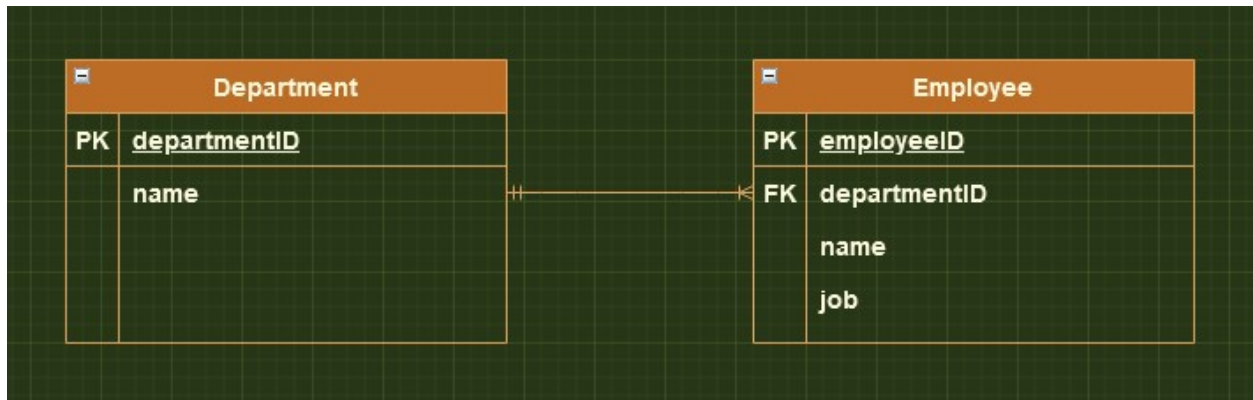 Department
PK departmentID
name
Employee
PK employeeID
FK departmentID
name
job